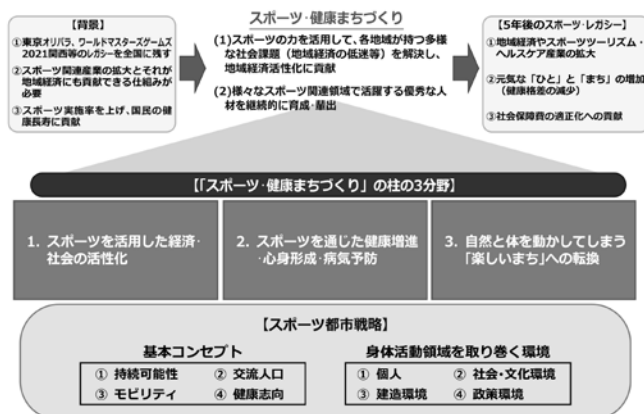 スポーツ・健康まちづくり
【背景】
①東京オリパラ、ワールドマスターズゲームズ
2021関西等のレガシーを全国に残す
②スポーツ関連産業の拡大とそれが
地域経済にも貢献できる仕組みが
必要
③スポーツ実施率を上げ、国民の健
康長寿に貢献
(1)スポーツの力を活用して、各地域が持つ多様
な社会課題（地域経済の低迷等）を解決し、
地域経済活性化に貢献
(2)様々なスポーツ関連領域で活躍する優秀な人
材を継続的に育成・輩出
【5年後のスポーツ・レガシー】
①地域経済やスポーツツーリズム・
ヘルスケア産業の拡大
②元気な「ひと」と「まち」の増加
（健康格差の減少）
③社会保障費の適正化への貢献
【「スポーツ・健康まちづくり」の柱の3分野】
1. スポーツを活用した経済・
社会の活性化
2. スポーツを通じた健康増進
・心身形成・病気予防
3. 自然と体を動かしてしまう
「楽しいまち」への転換
【スポーツ都市戦略】
基本コンセプト
① 持続可能性 ② 交流人口
③ モビリティ ④ 健康志向
身体活動領域を取り巻く環境
① 個人 ② 社会・文化環境
③ 建造環境 ④ 政策環境